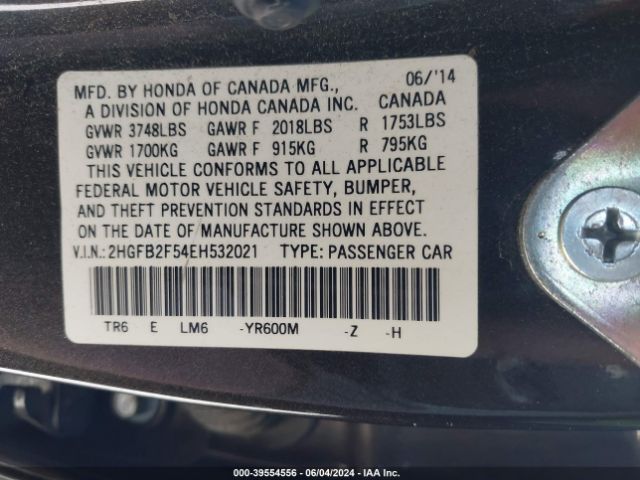 MFD. BY HONDA OF CANADA MFG., 06/'14
A DIVISION OF HONDA CANADA INC. CANADA
GVWR 3748LBS GAWR F 2018LBS R 1753LBS
GVWR 1700KG GAWR F 915KG R 795KG
THIS VEHICLE CONFORMS TO ALL APPLICABLE
FEDERAL MOTOR VEHICLE SAFETY, BUMPER,
AND THEFT PREVENTION STANDARDS IN EFFECT
ON THE DATE OF MANUFACTURE SHOWN ABOVE.
V.I.N.: 2HGFB2F54EH532021 TYPE: PASSENGER CAR
TR6 E LM6 -YR600M -Z -H
000-39554556 - 06/04/2024 - IAA Inc.